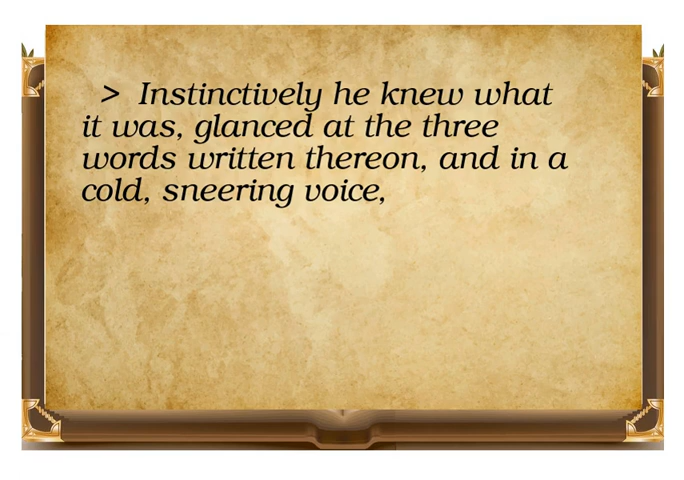 > Instinctively he knew what
it was, glanced at the three
words written thereon, and in a
cold, sneering voice,